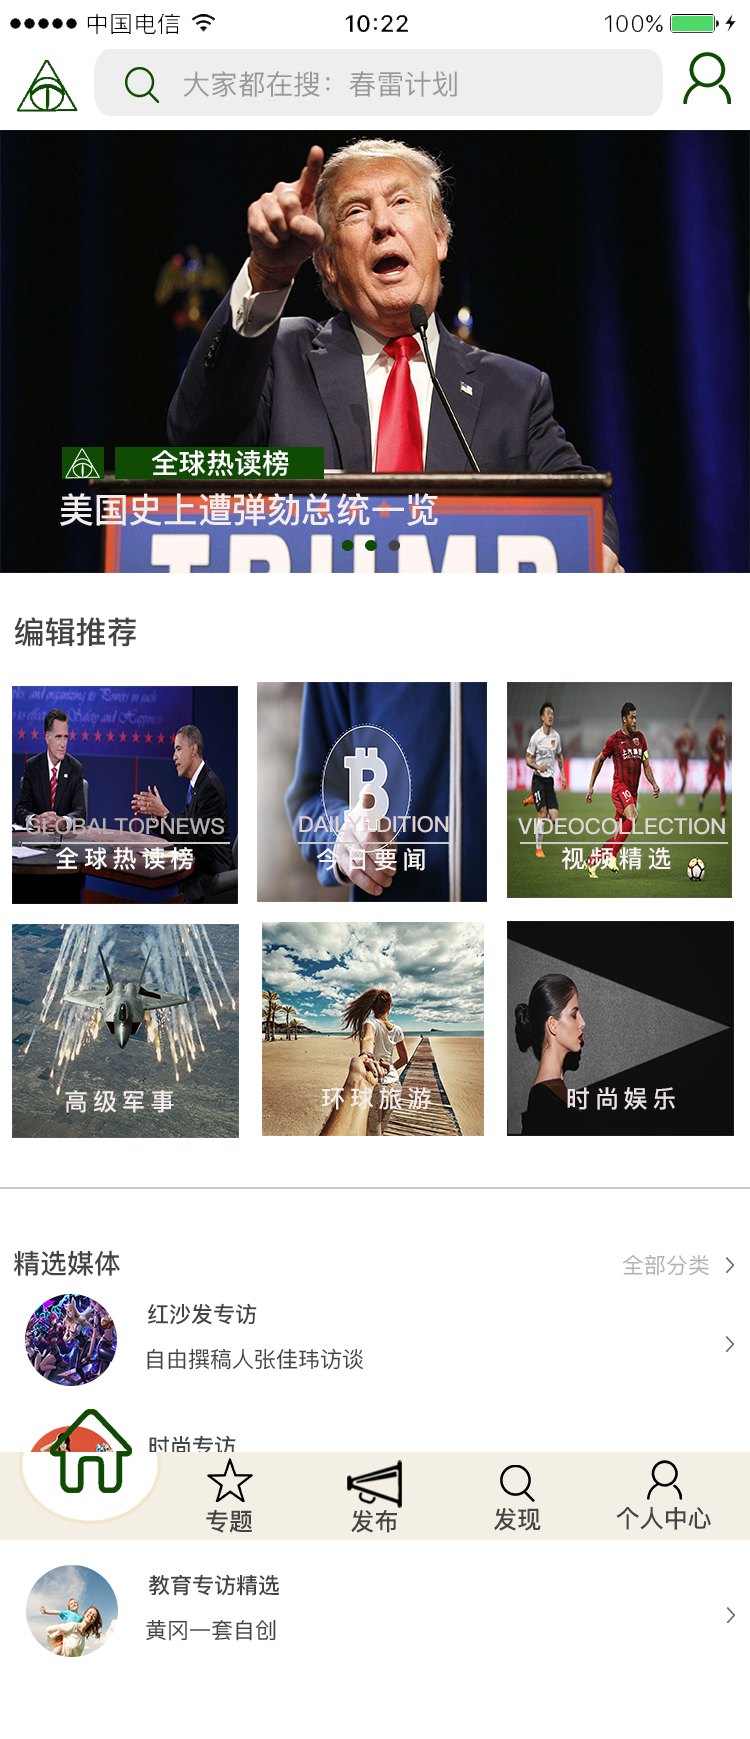 中国电信 10:22 100%
大家都在搜：春雷计划
全球热读榜
美国史上遭弹劾总统一览
TRUMP
编辑推荐
GLOBALTOPNEWS
全球热读榜
DAILYEDITION
今日要闻
VIDEOCOLLECTION
视频精选
高级军事
环球旅游
时尚娱乐
精选媒体 全部分类
红沙发专访
自由撰稿人张佳玮访谈
时尚专访
专题 发布 发现 个人中心
教育专访精选
黄冈一套自创